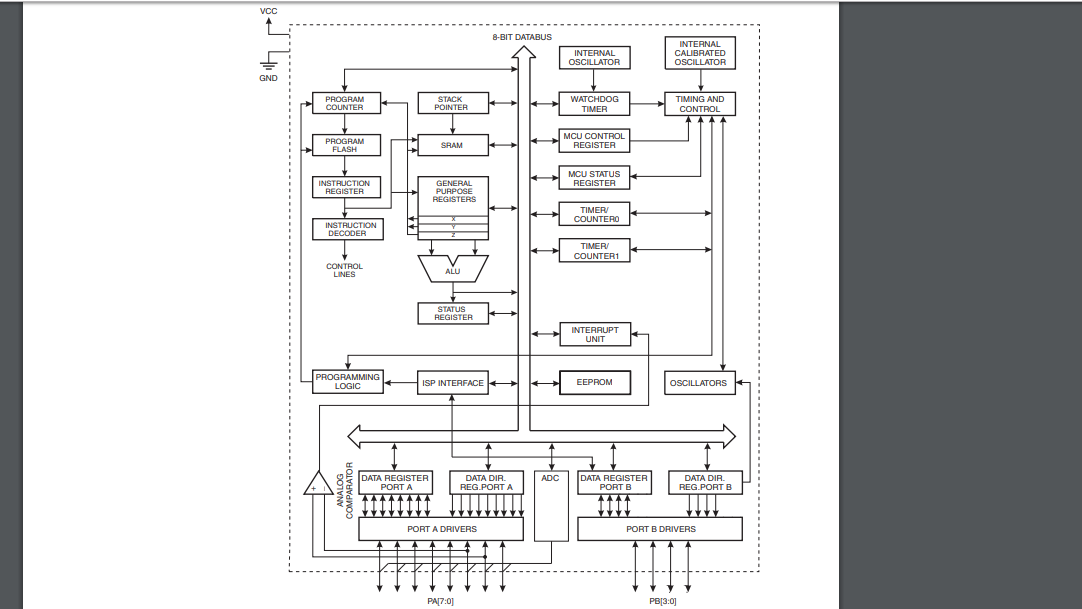 VCC
8-BIT DATABUS
INTERNAL
OSCILLATOR
INTERNAL
CALIBRATED
OSCILLATOR
GND
PROGRAM
COUNTER
STACK
POINTER
WATCHDOG
TIMER
TIMING AND
CONTROL
PROGRAM
FLASH
SRAM
MCU CONTROL
REGISTER
INSTRUCTION
REGISTER
GENERAL
PURPOSE
REGISTERS
X
Y
Z
MCU STATUS
REGISTER
TIMER/
COUNTER0
INSTRUCTION
DECODER
TIMER/
COUNTER1
CONTROL
LINES
ALU
STATUS
REGISTER
INTERRUPT
UNIT
PROGRAMMING
LOGIC
ISP INTERFACE
EEPROM
OSCILLATORS
+
–
ANALOG
COMPARATOR
DATA REGISTER
PORT A
DATA DIR.
REG.PORT A
ADC
DATA REGISTER
PORT B
DATA DIR.
REG.PORT B
PORT A DRIVERS
PORT B DRIVERS
PA[7:0]
PB[3:0]